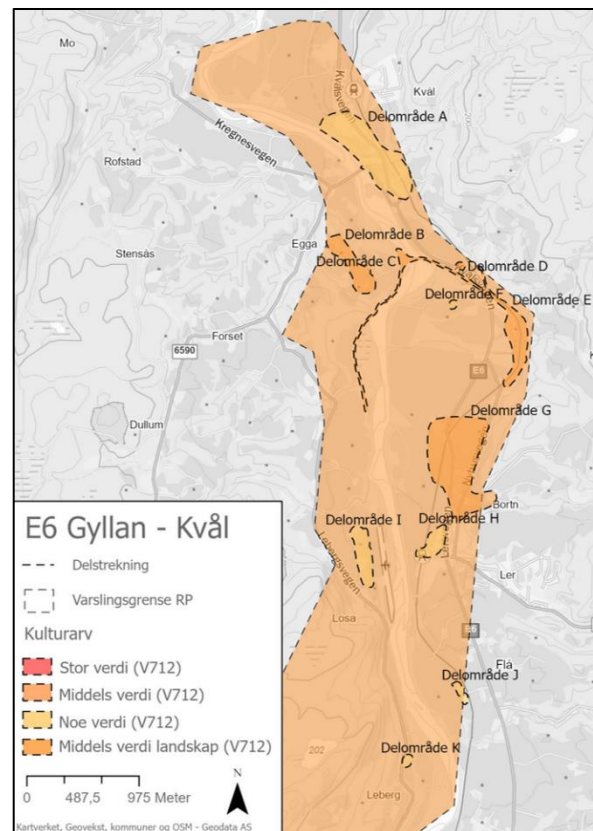 Mo
Kvålsvegen
Kvål
Delområde A
Kregnesvegen
Rofstad
Egga
Delområde B
Stensås
Delområde C
Delområde D
Delområde F
Delområde E
Forset
6590
E6
Dullum
Delområde G
Bortn
Delområde I
Delområde H
Lebergsvegen
Ler
Losa
E6
Flå
Delområde J
202
Delområde K
Leberg
E6 Gyllan - Kvål
Delstrekning
Varslingsgrense RP
Kulturarv
Stor verdi (V712)
Middels verdi (V712)
Noe verdi (V712)
Middels verdi landskap (V712)
0 487,5 975 Meter
N
Kartverket, Geovekst, kommuner og OSM - Geodata AS